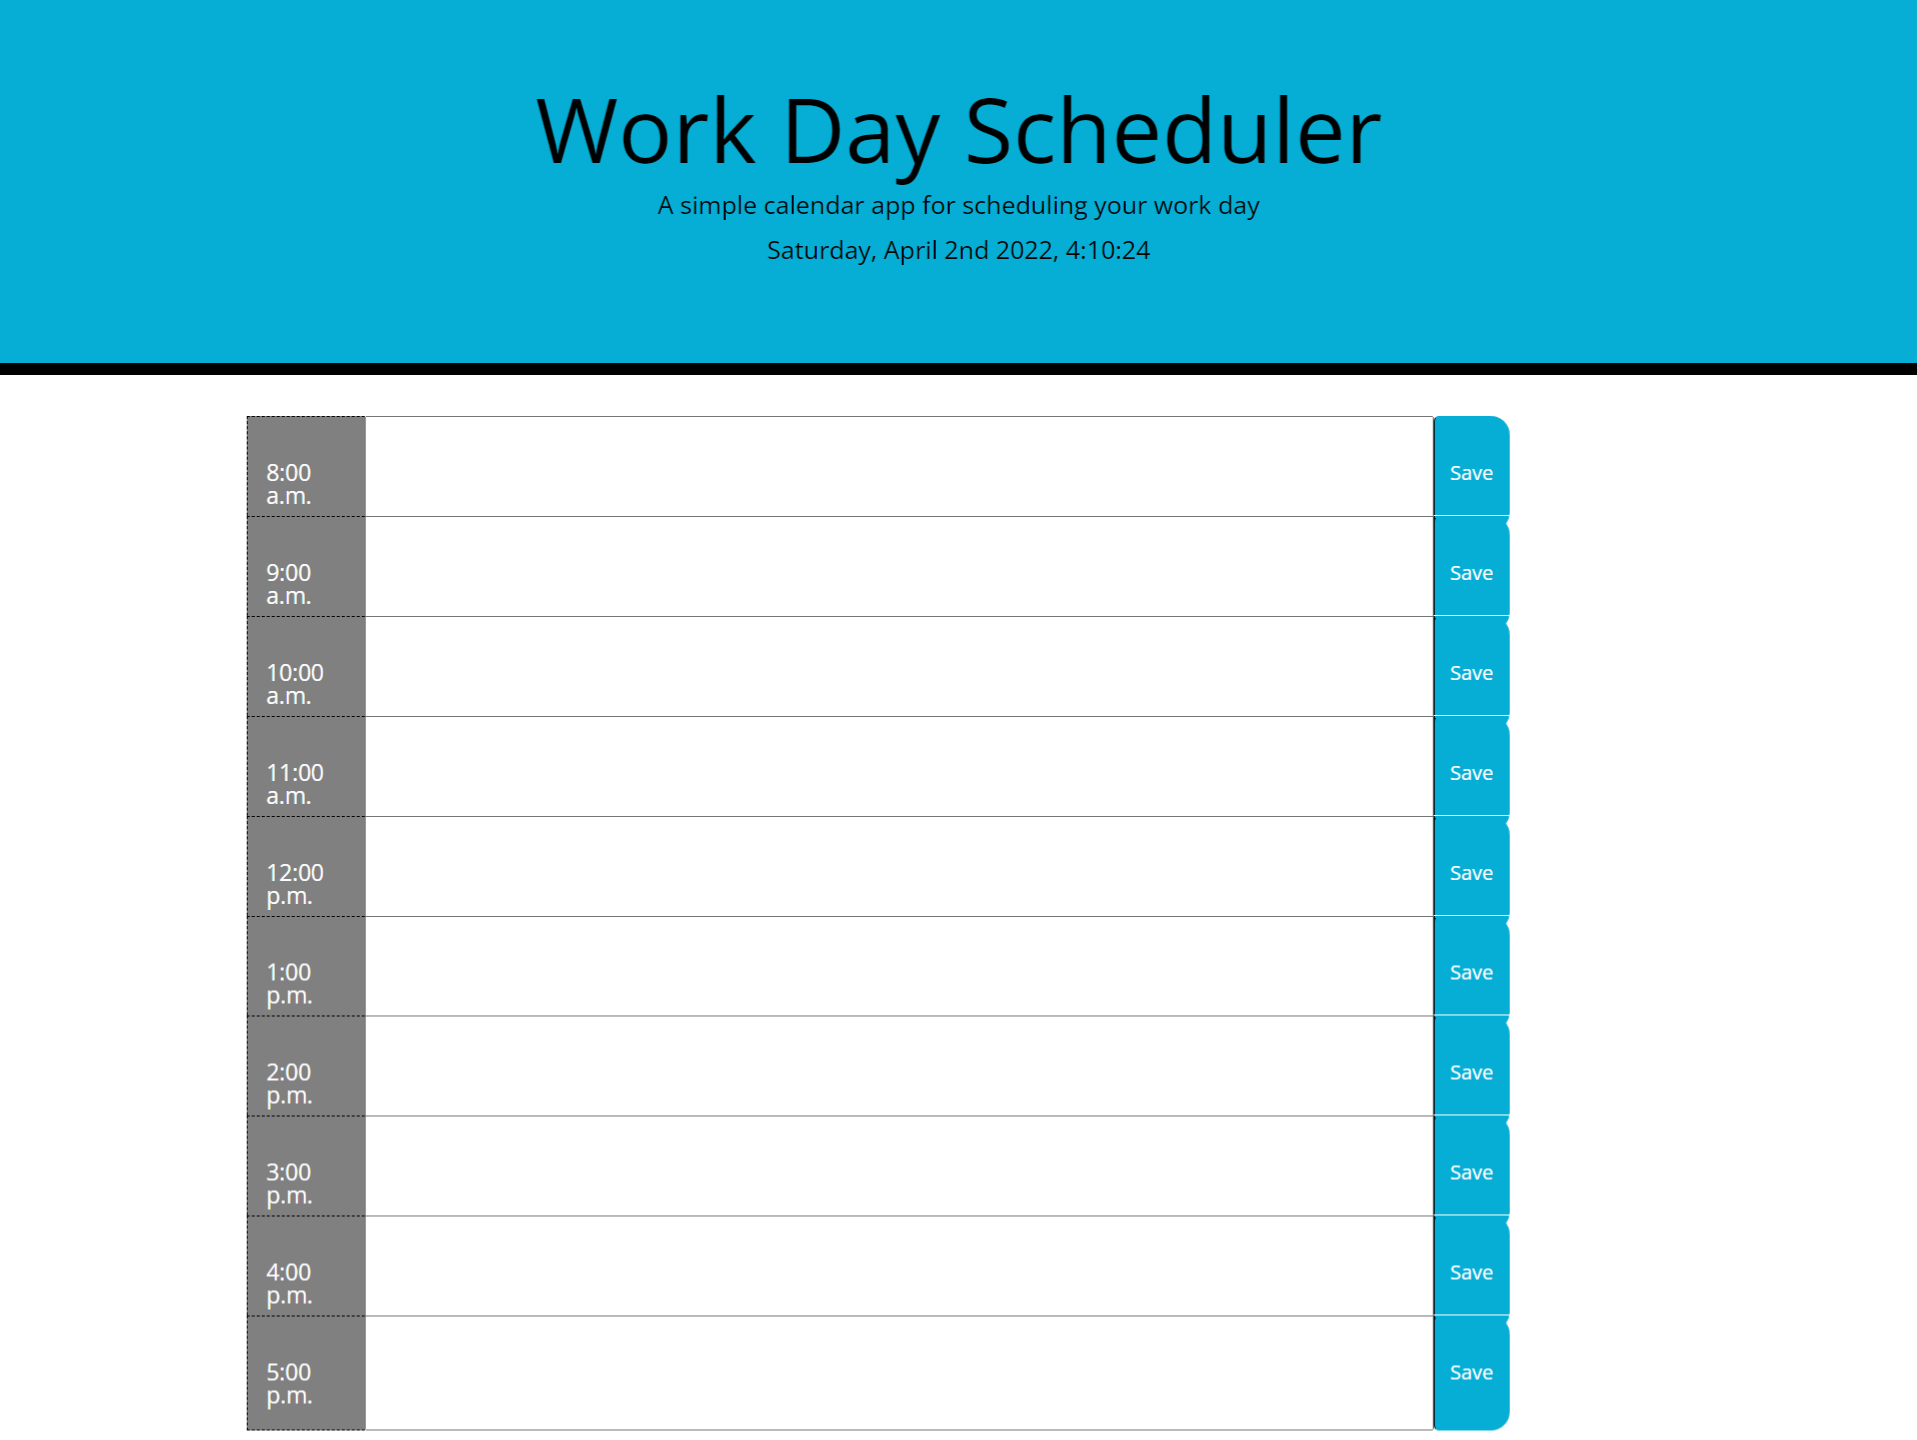 Work Day Scheduler
A simple calendar app for scheduling your work day
Saturday, April 2nd 2022, 4:10:24
8:00
a.m.
Save
9:00
a.m.
Save
10:00
a.m.
Save
11:00
a.m.
Save
12:00
p.m.
Save
1:00
p.m.
Save
2:00
p.m.
Save
3:00
p.m.
Save
4:00
p.m.
Save
5:00
p.m.
Save